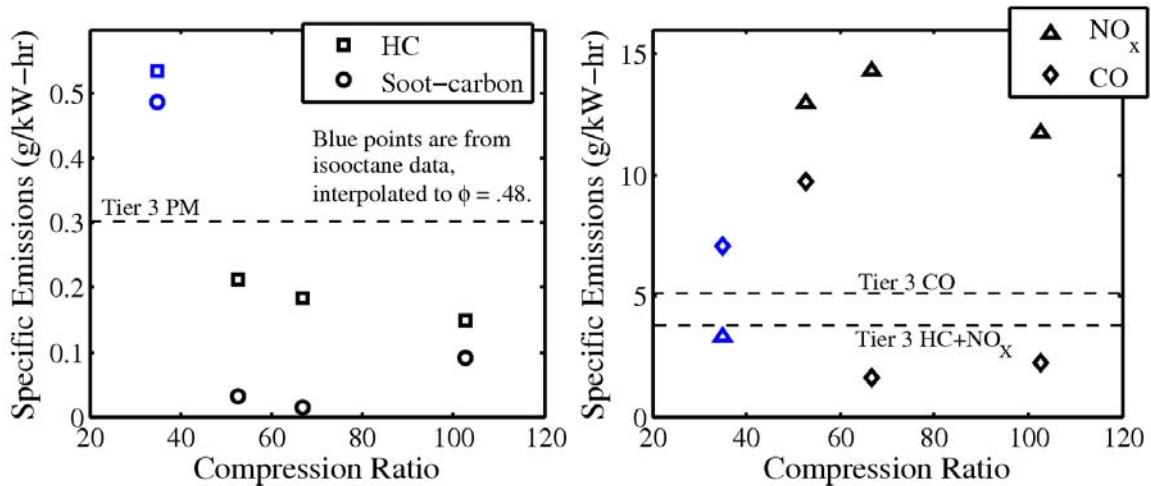 HC
Soot-carbon
Blue points are from
isooctane data,
interpolated to ϕ = .48.
Tier 3 PM
Specific Emissions (g/kW-hr)
0.5
0.4
0.3
0.2
0.1
0
20 40 60 80 100 120
Compression Ratio
NOx
CO
Tier 3 CO
Tier 3 HC+NOX
Specific Emissions (g/kW-hr)
15
10
5
0
20 40 60 80 100 120
Compression Ratio